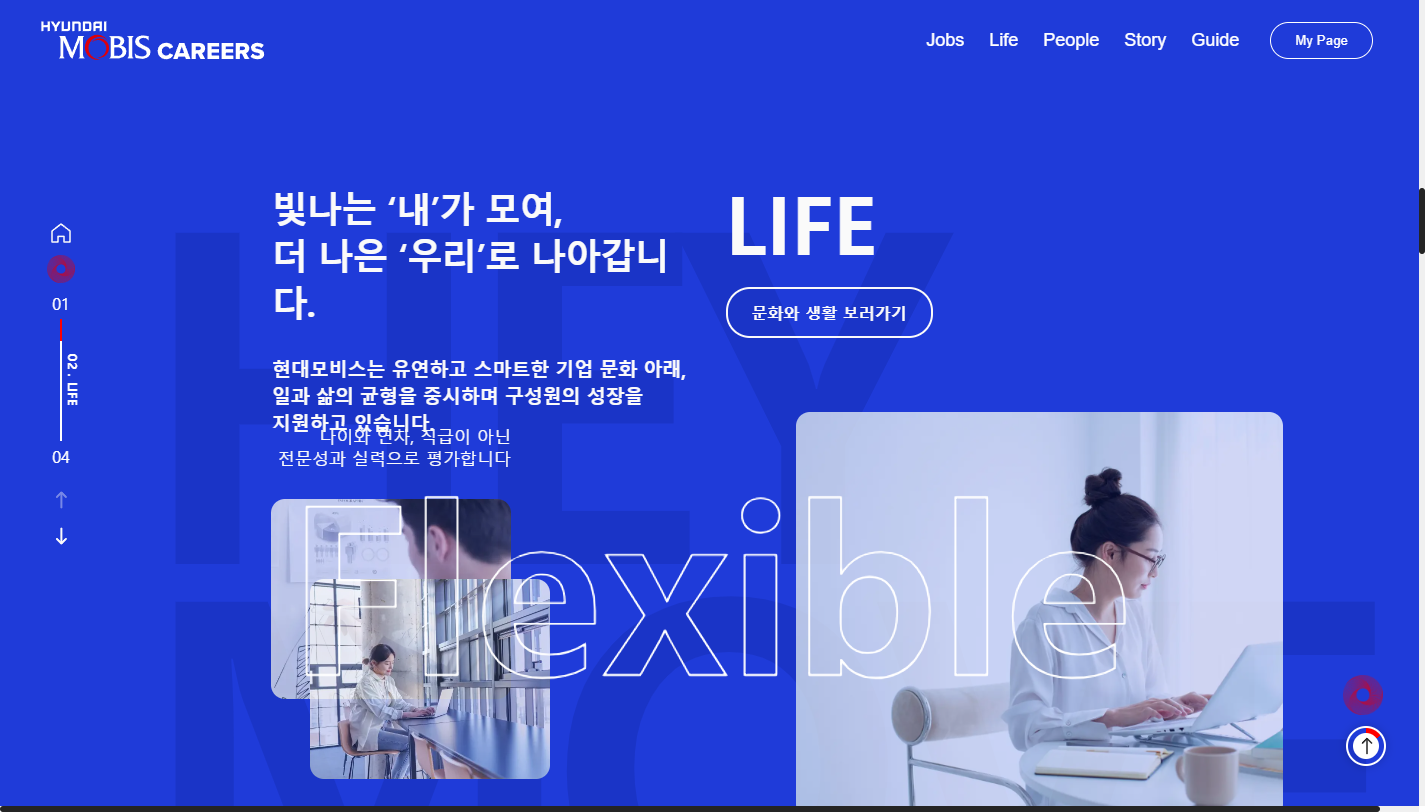 HYUNDAI
MOBIS CAREERS
Jobs
Life
People
Story
Guide
My Page
빛나는 ‘내’가 모여,
더 나은 ‘우리’로 나아갑니
다.
LIFE
문화와 생활 보러가기
01
02. LIFE
04
현대모비스는 유연하고 스마트한 기업 문화 아래,
일과 삶의 균형을 중시하며 구성원의 성장을
지원하고 있습니다.
나이와 연차, 직급이 아닌
전문성과 실력으로 평가합니다
Flexible
HEY